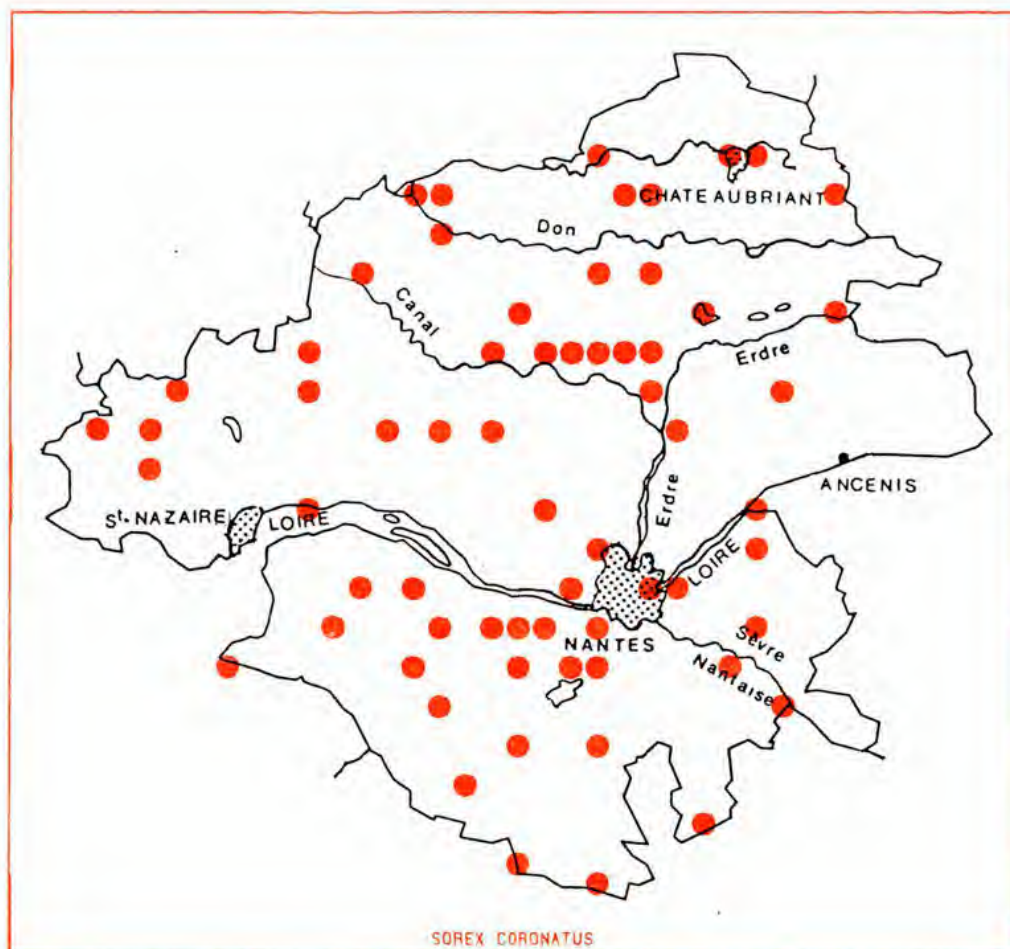 CHATEAUBRIANT
Don
Canal
Erdre
ANCENIS
Erdre
St. NAZAIRE
LOIRE
LOIRE
NANTES
Sèvre
Nantaise
SOREX CORONATUS